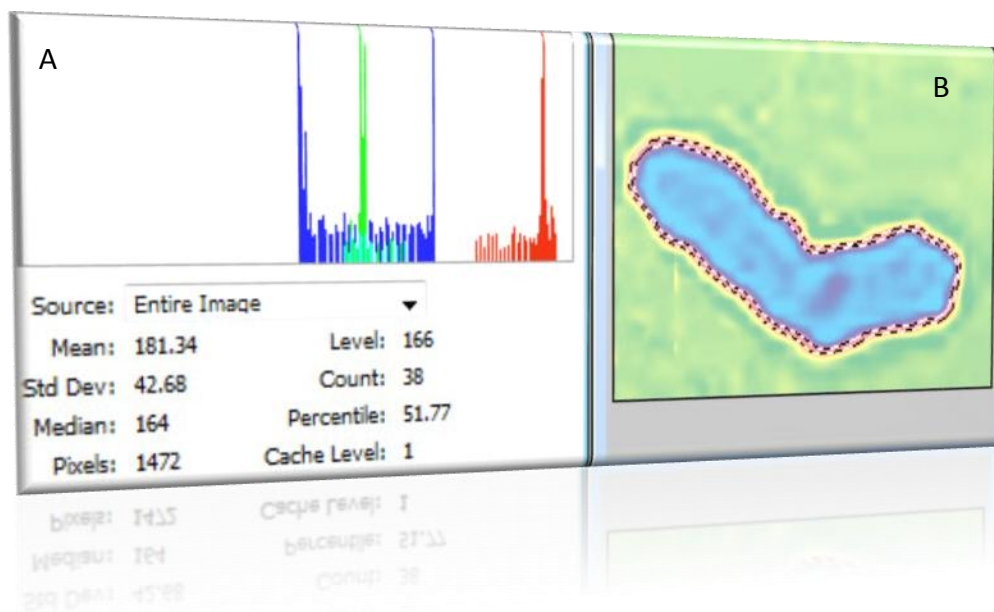 A
B
Source: Entire Image
Mean: 181.34 Level: 166
Std Dev: 42.68 Count: 38
Median: 164 Percentile: 51.77
Pixels: 1472 Cache Level: 1